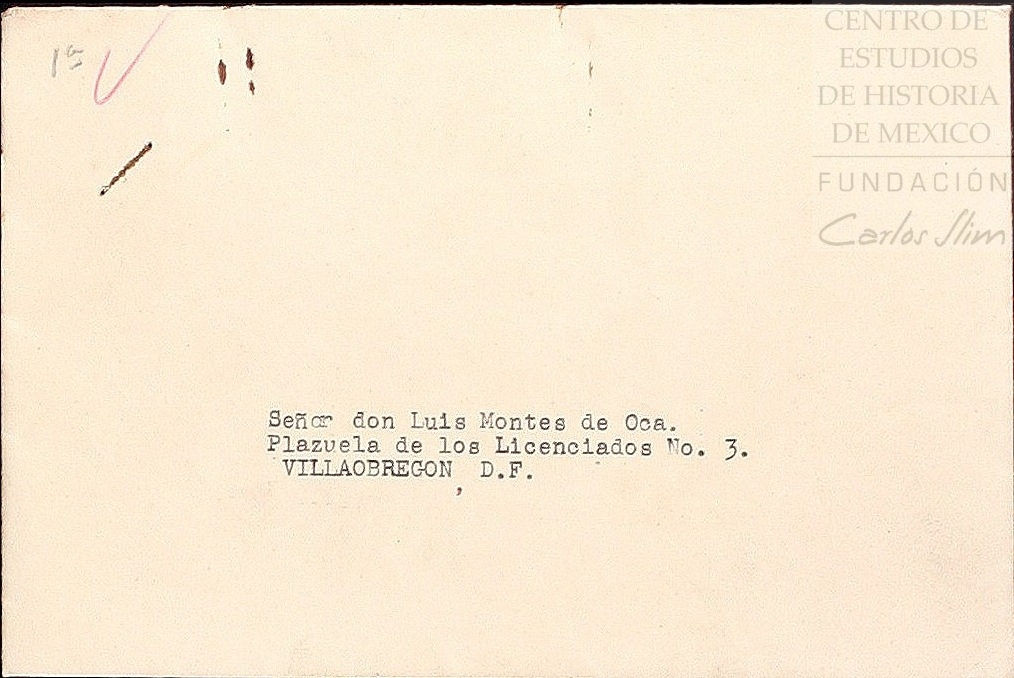 CENTRO DE
ESTUDIOS
DE HISTORIA
DE MEXICO
FUNDACIÓN
Carlos Slim
Señor don Luis Montes de Oca.
Plazuela de los Licenciados No. 3.
VILLAOBREGON, D.F.